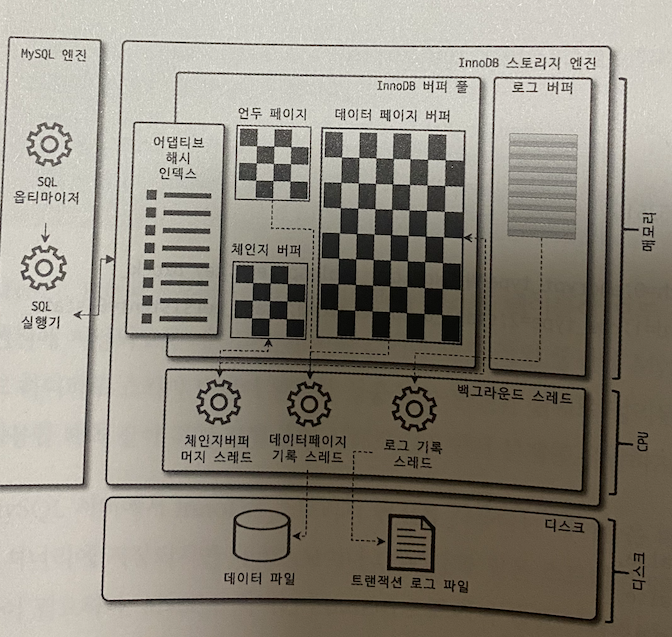 MySQL 엔진
SQL
옵티마이저
SQL
실행기
InnoDB 스토리지 엔진
InnoDB 버퍼 풀
어댑티브
해시
인덱스
언두 페이지
데이터 페이지 버퍼
체인지 버퍼
로그 버퍼
메모리
백그라운드 스레드
체인지버퍼
머지 스레드
데이터페이지
기록 스레드
로그 기록
스레드
CPU
디스크
데이터 파일
트랜잭션 로그 파일
디스크